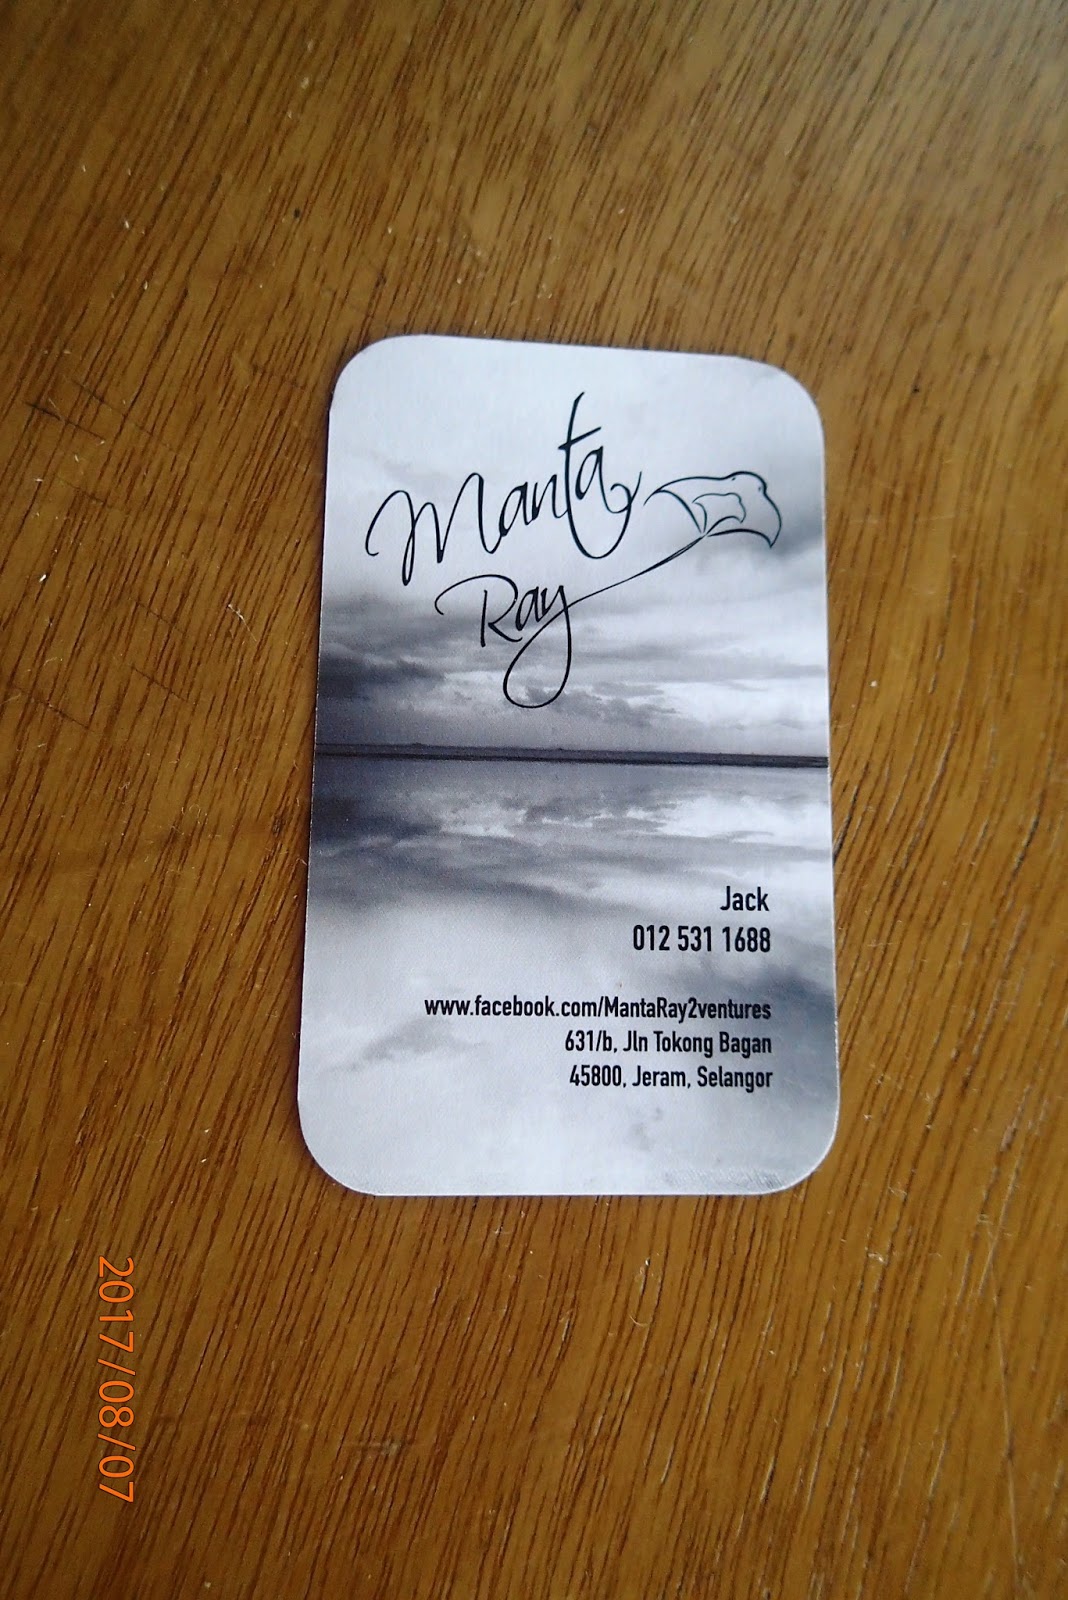 Manta
Ray
Jack
012 531 1688
www.facebook.com/MantaRay2ventures
631/b, Jln Tokong Bagan
45800, Jeram, Selangor
2017/08/07